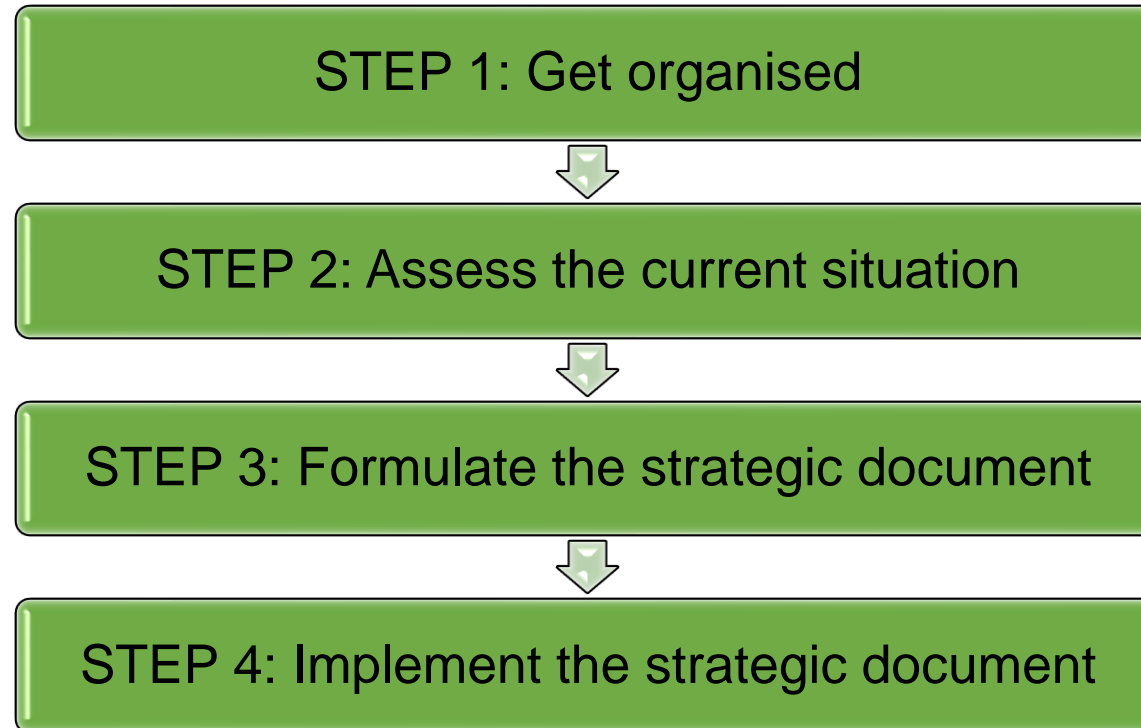 STEP 1: Get organised
STEP 2: Assess the current situation
STEP 3: Formulate the strategic document
STEP 4: Implement the strategic document